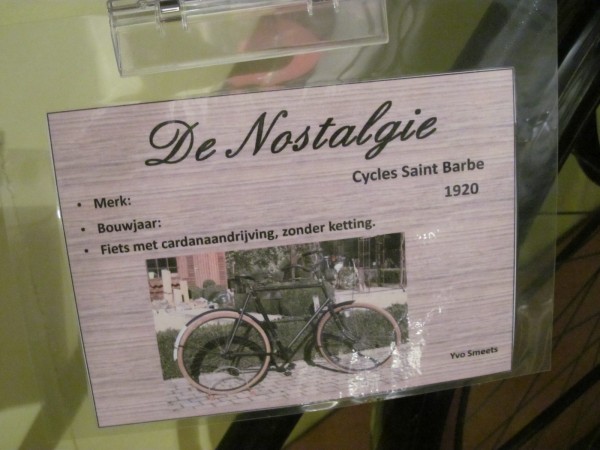 De Nostalgie
• Merk: Cycles Saint Barbe
• Bouwjaar: 1920
• Fiets met cardanaandrijving, zonder ketting.
Yvo Smeets